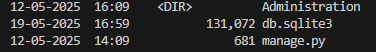 12-05-2025  16:09    <DIR>          Administration
19-05-2025  16:59           131,072 db.sqlite3
12-05-2025  14:09               681 manage.py